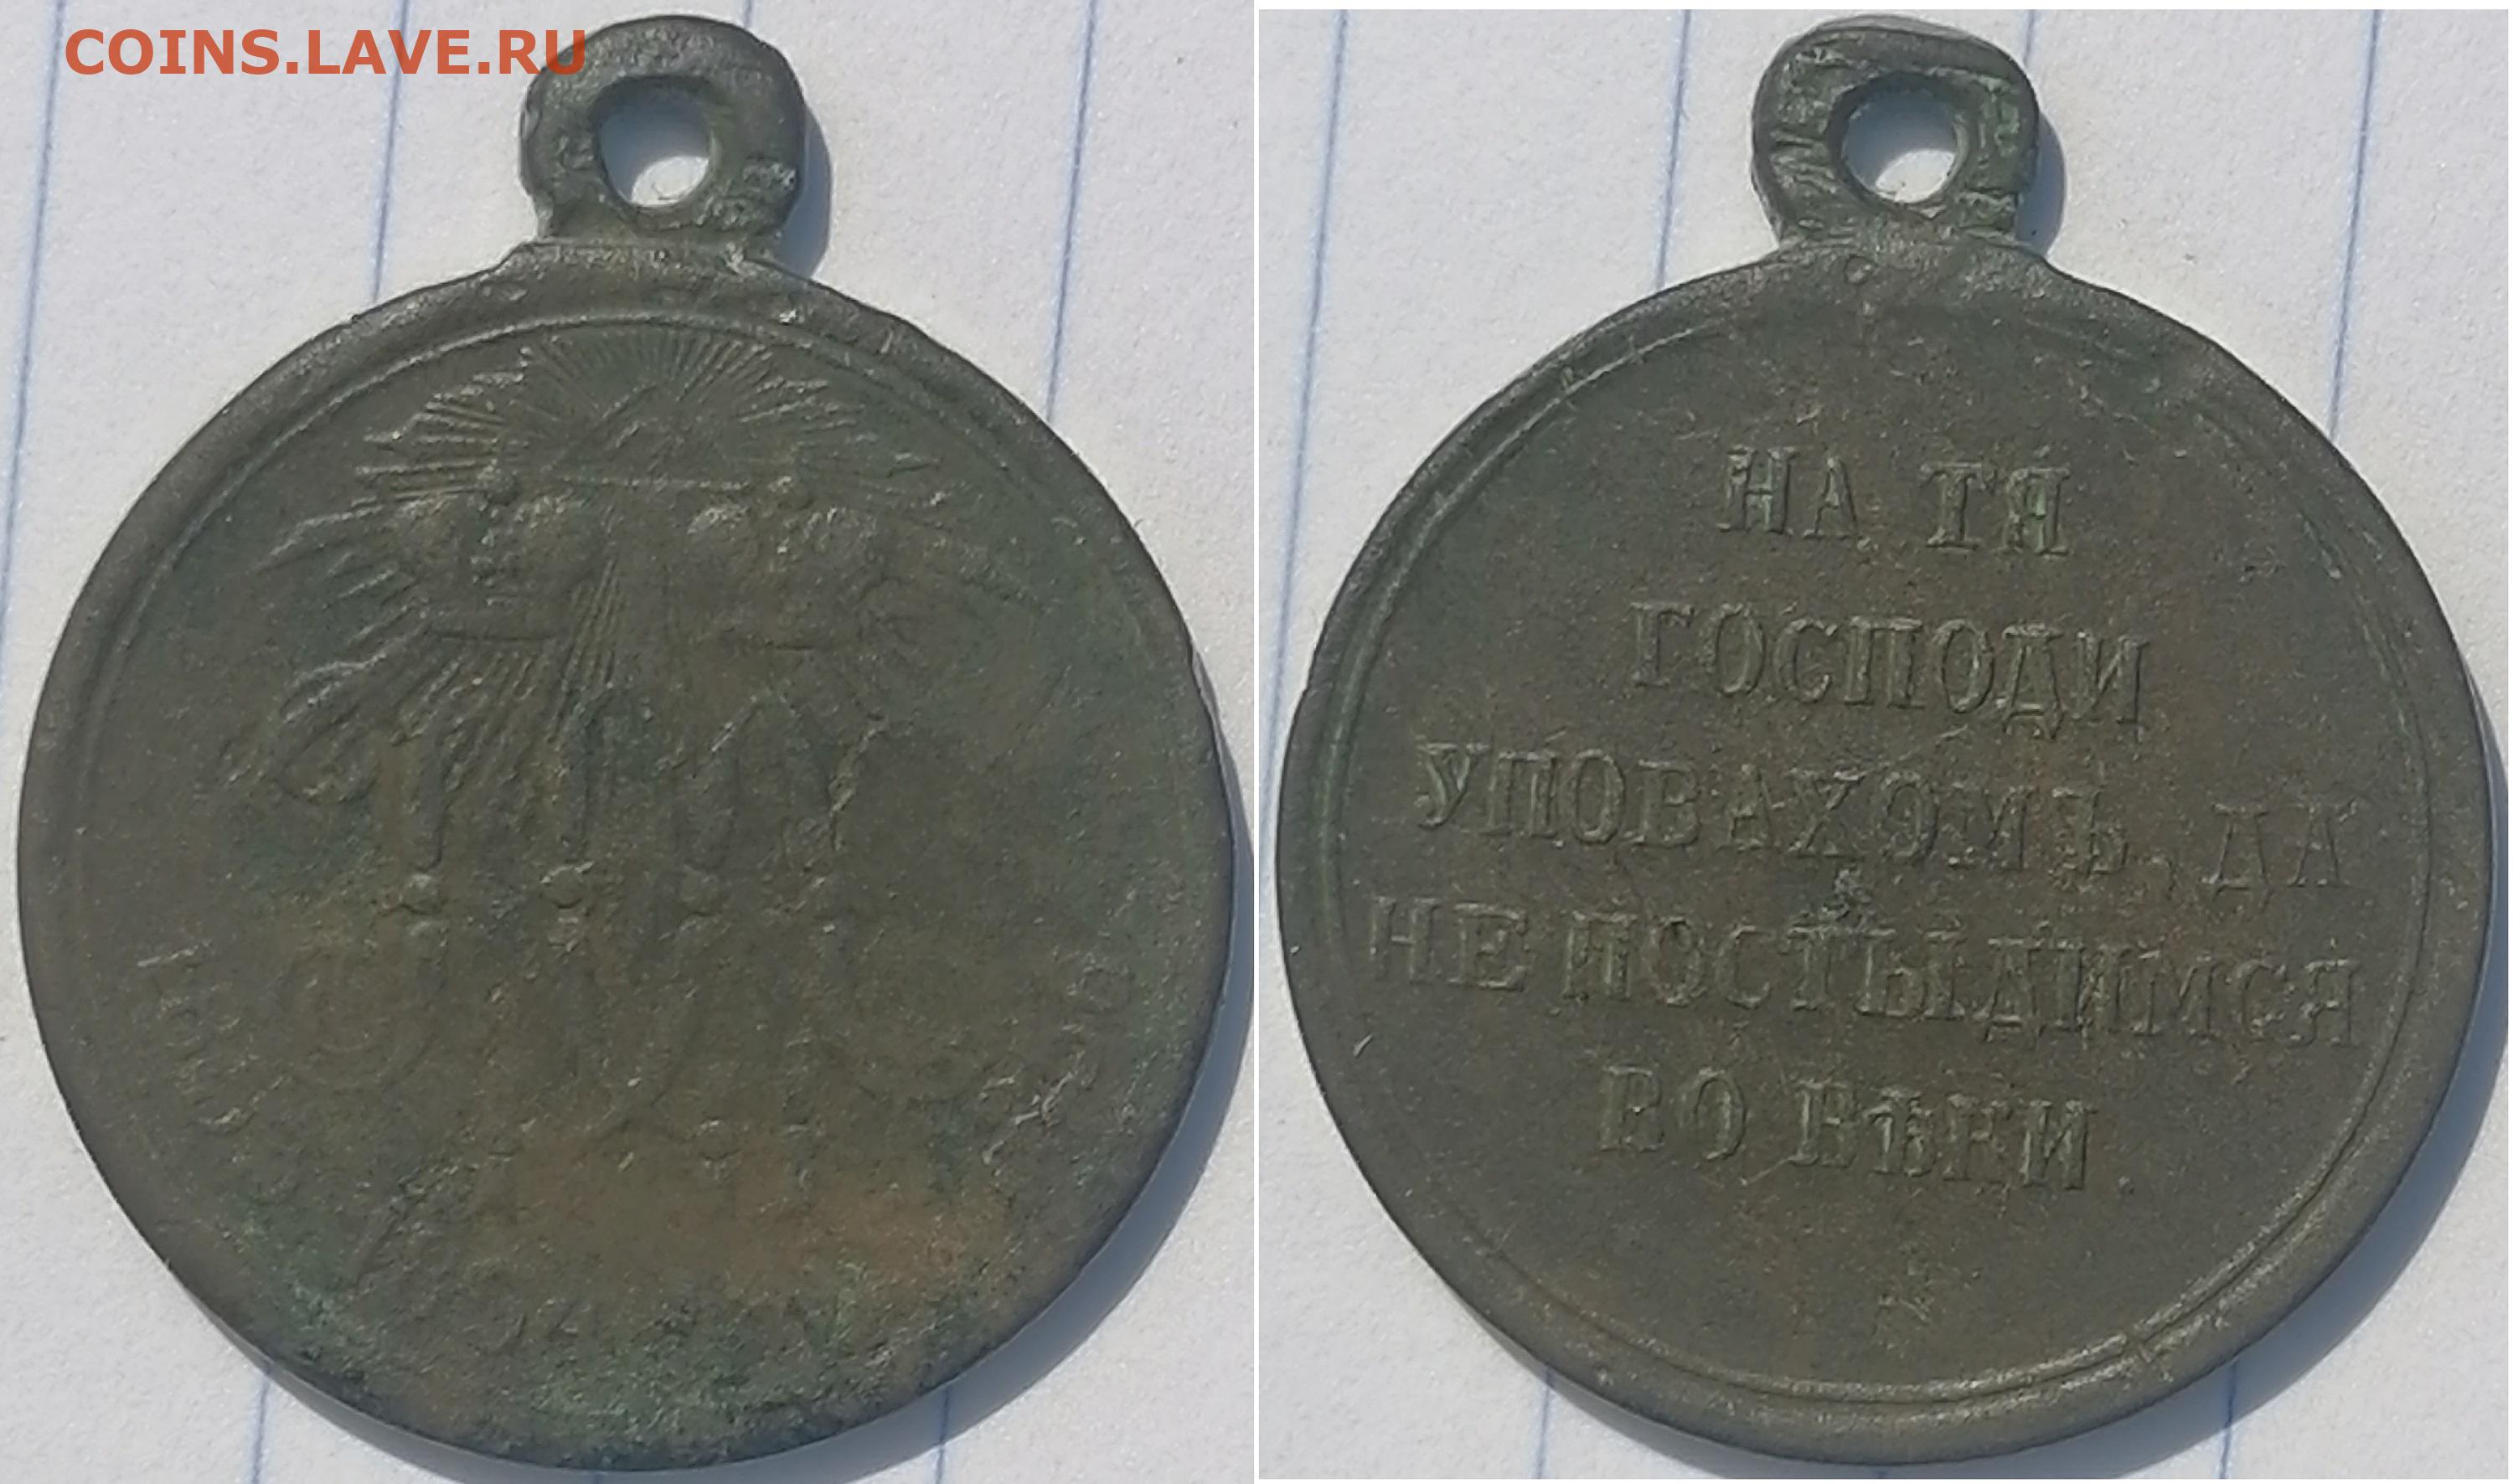 COINS.LAVE.RU
НА ТЯ
ГОСПОДИ
УПОВАХОМЪ, ДА
НЕ ПОСТЫДИМСЯ
ВО ВѢКИ.